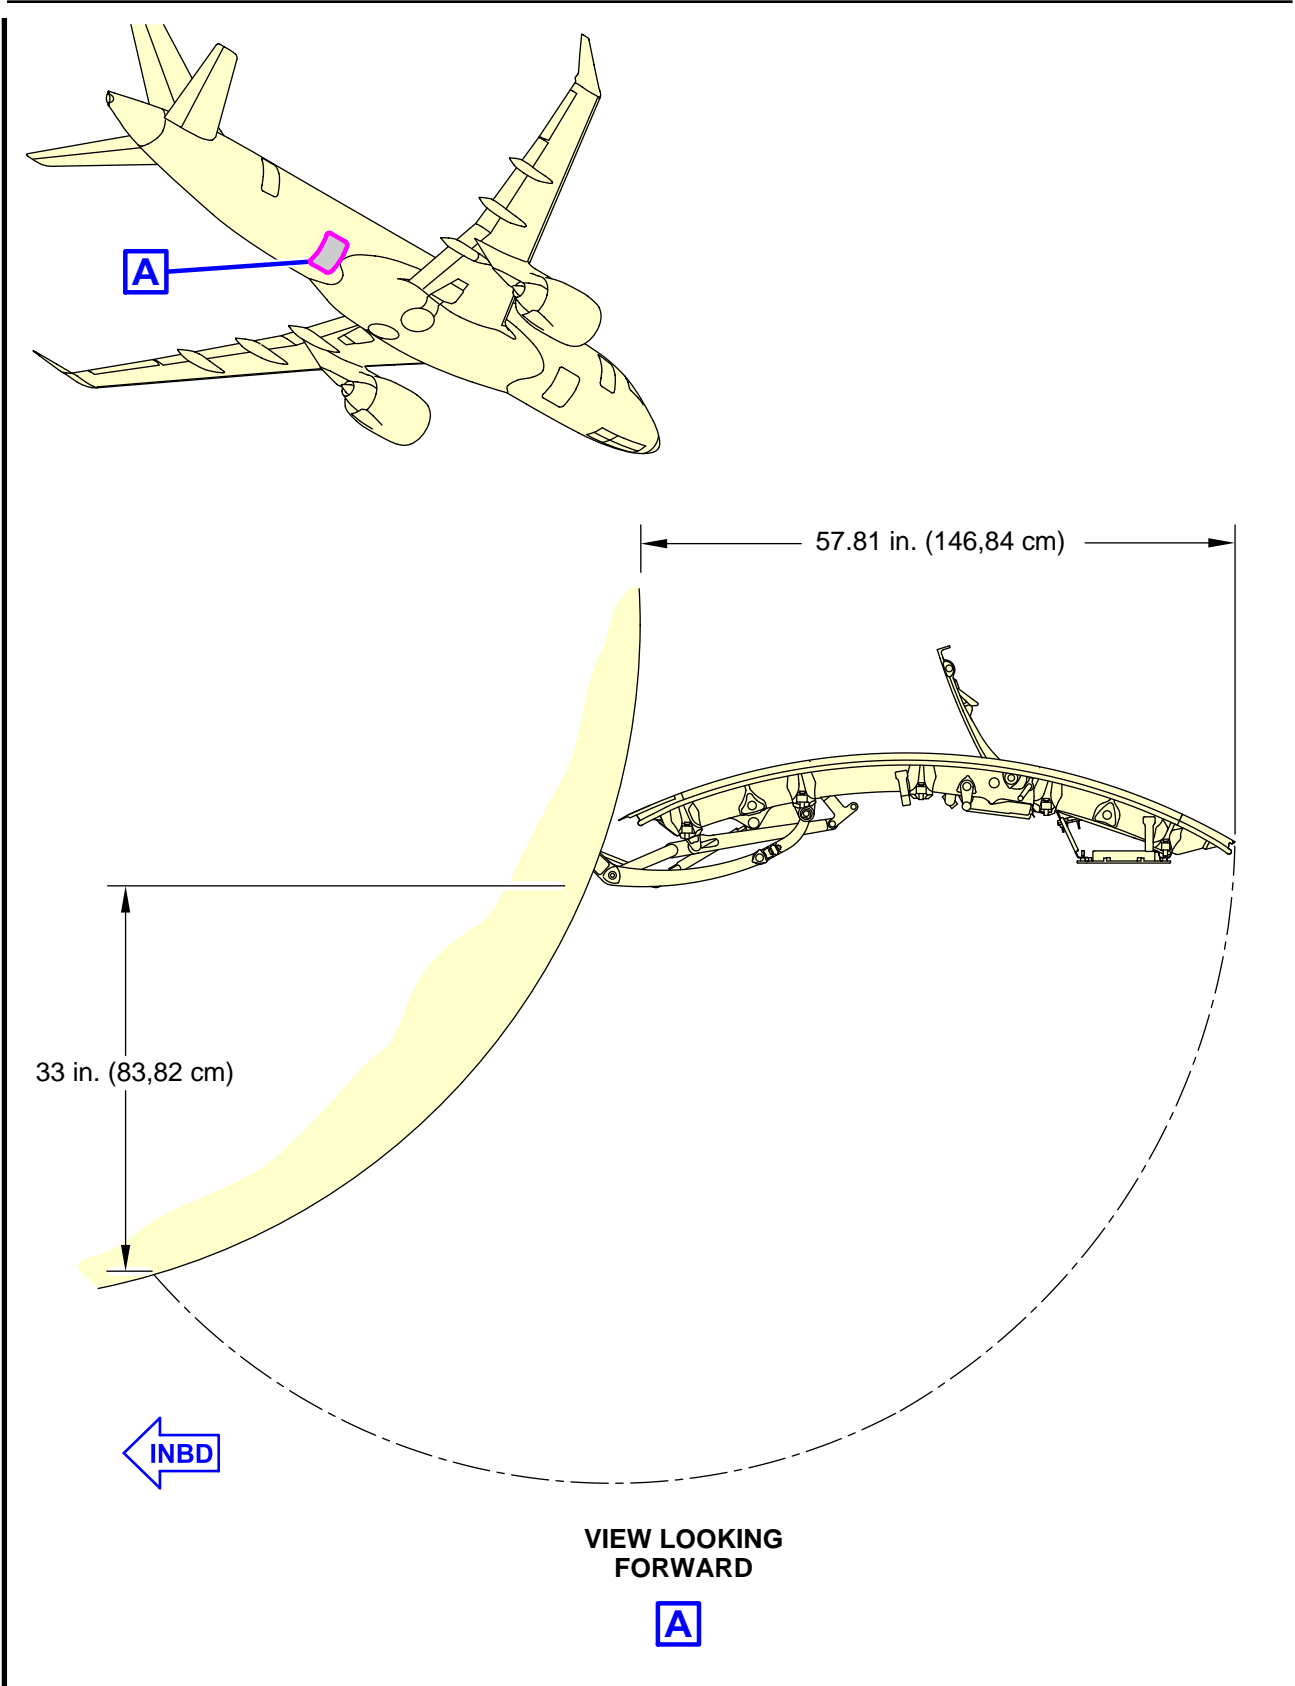 A
57.81 in. (146,84 cm)
33 in. (83,82 cm)
INBD
VIEW LOOKING
FORWARD
A